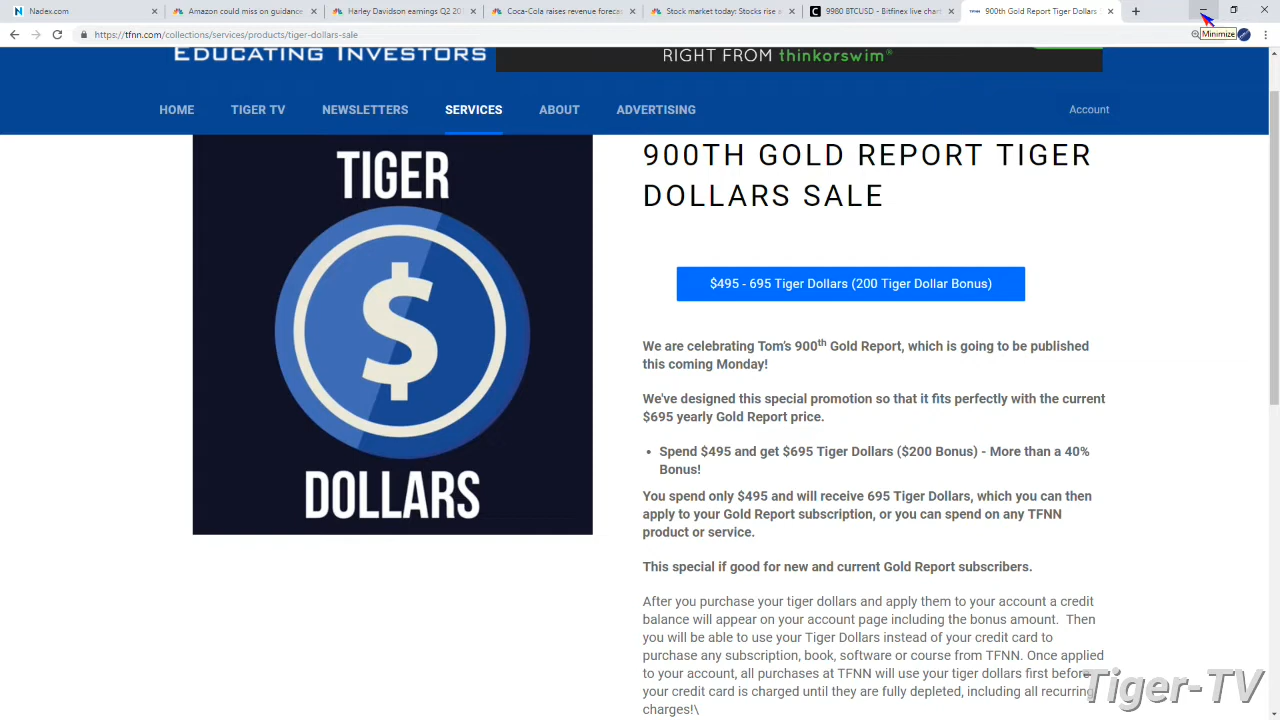 Nadex.com
Amazon could miss on guidance
Harley Davidson earnings Q2 201
Coca-Cola raises revenue forecas
Stock market today: Stocks rise a
9980 BTCUSD - Bitfinex live chart
900th Gold Report Tiger Dollars S
https://tfnn.com/collections/services/products/tiger-dollars-sale
Minimize
EDUCATING INVESTORS
RIGHT FROM thinkorswim®
HOME
TIGER TV
NEWSLETTERS
SERVICES
ABOUT
ADVERTISING
Account
TIGER
$
DOLLARS
900TH GOLD REPORT TIGER
DOLLARS SALE
$495 - 695 Tiger Dollars (200 Tiger Dollar Bonus)
We are celebrating Tom's 900th Gold Report, which is going to be published
this coming Monday!
We've designed this special promotion so that it fits perfectly with the current
$695 yearly Gold Report price.
• Spend $495 and get $695 Tiger Dollars ($200 Bonus) - More than a 40%
Bonus!
You spend only $495 and will receive 695 Tiger Dollars, which you can then
apply to your Gold Report subscription, or you can spend on any TFNN
product or service.
This special if good for new and current Gold Report subscribers.
After you purchase your tiger dollars and apply them to your account a credit
balance will appear on your account page including the bonus amount. Then
you will be able to use your Tiger Dollars instead of your credit card to
purchase any subscription, book, software or course from TFNN. Once applied
to your account, all purchases at TFNN will use your tiger dollars first before
your credit card is charged until they are fully depleted, including all recurring
charges!\
Tiger-TV